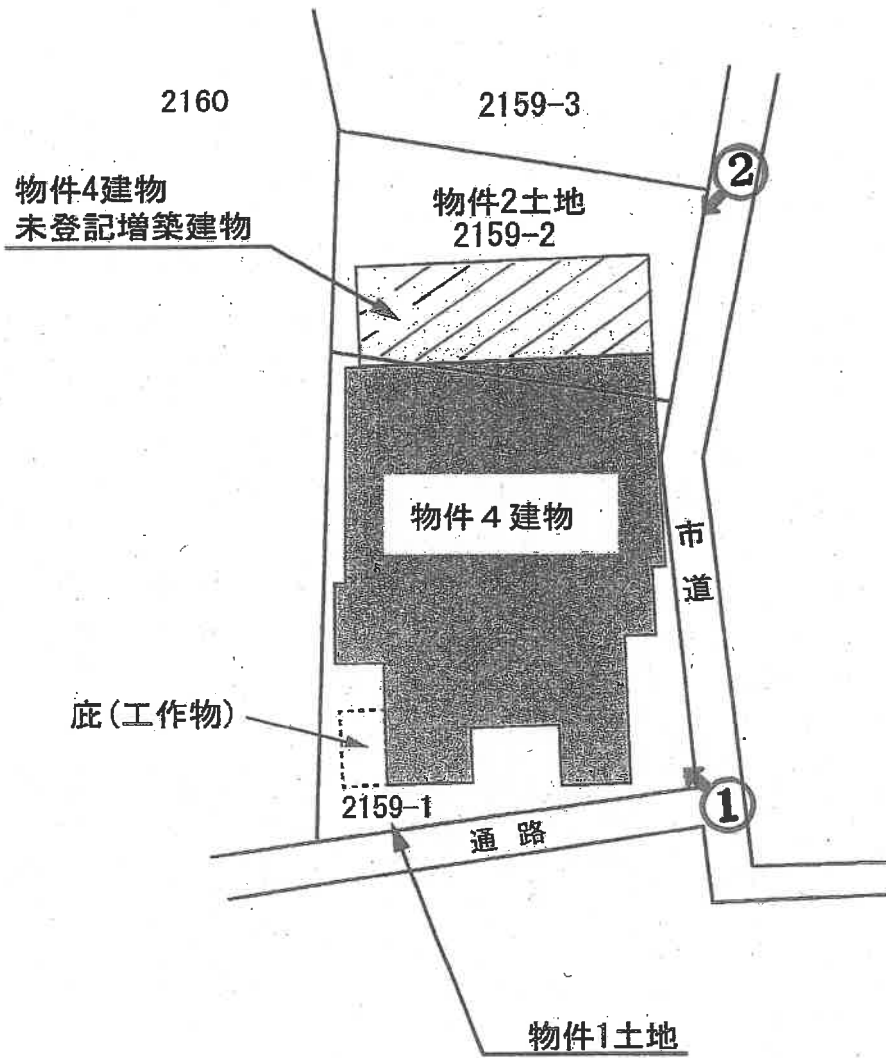 2160
2159-3
②
物件4建物
未登記増築建物
物件2土地
2159-2
物件4建物
市道
庇(工作物)
2159-1
①
通路
物件1土地